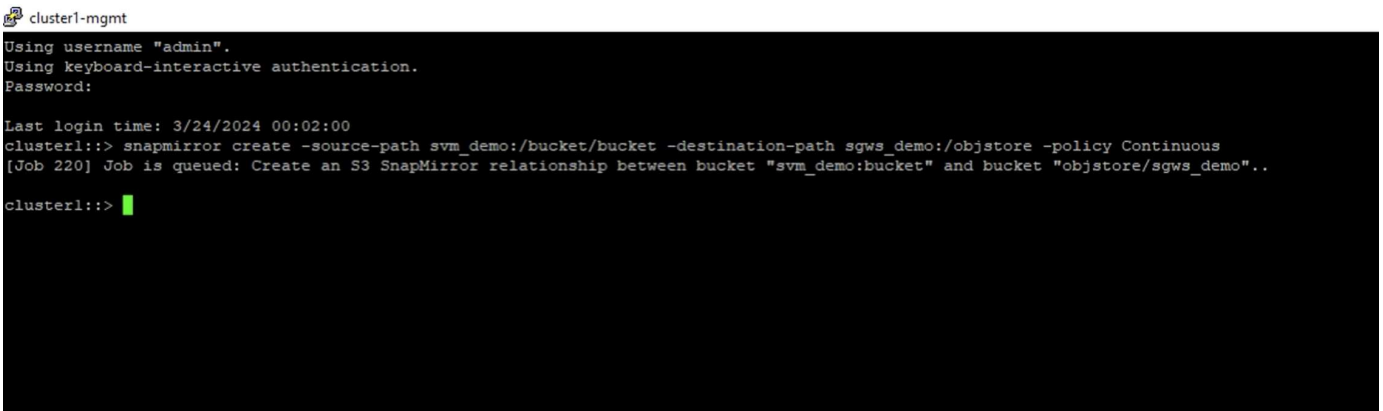 cluster1-mgmt
Using username "admin".
Using keyboard-interactive authentication.
Password:
Last login time: 3/24/2024 00:02:00
cluster1::> snapmirror create -source-path svm_demo:/bucket/bucket -destination-path sgws_demo:/objstore -policy Continuous
[Job 220] Job is queued: Create an S3 SnapMirror relationship between bucket "svm_demo:bucket" and bucket "objstore/sgws_demo"..
cluster1::>